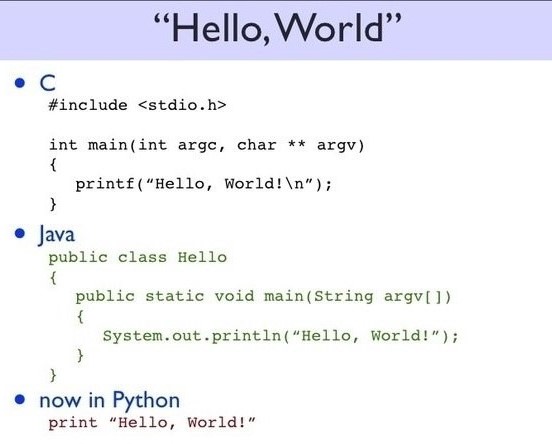 “Hello, World”
• C
#include <stdio.h>
int main(int argc, char ** argv)
{
printf(“Hello, World!\n”);
}
• Java
public class Hello
{
public static void main(String argv[])
{
System.out.println(“Hello, World!”);
}
}
• now in Python
print “Hello, World!”